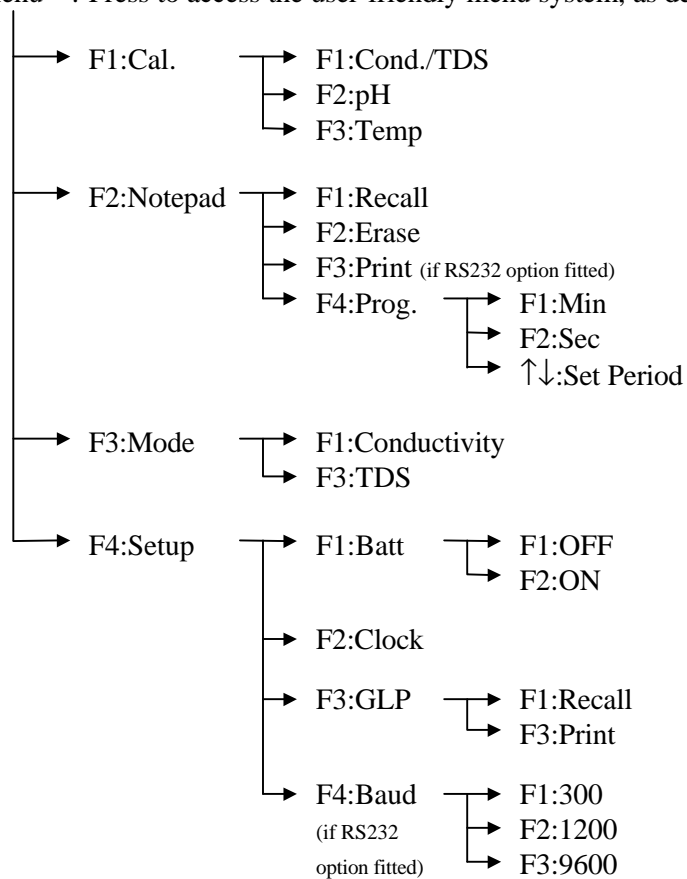 : Press to access the user-friendly menu system, as
F1:Cal. F1:Cond./TDS
F2:pH
F3:Temp
F2:Notepad F1:Recall
F2:Erase
F3:Print (if RS232 option fitted)
F4:Prog. F1:Min
F2:Sec
↑↓:Set Period
F3:Mode F1:Conductivity
F3:TDS
F4:Setup F1:Batt F1:OFF
F2:ON
F2:Clock
F3:GLP F1:Recall
F3:Print
F4:Baud F1:300
(if RS232 F2:1200
option fitted) F3:9600